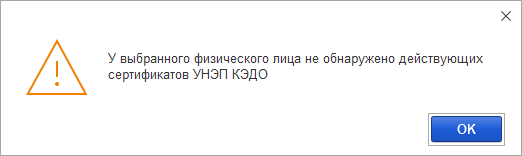 У выбранного физического лица не обнаружено действующих
сертификатов УНЭП КЭДО
OK